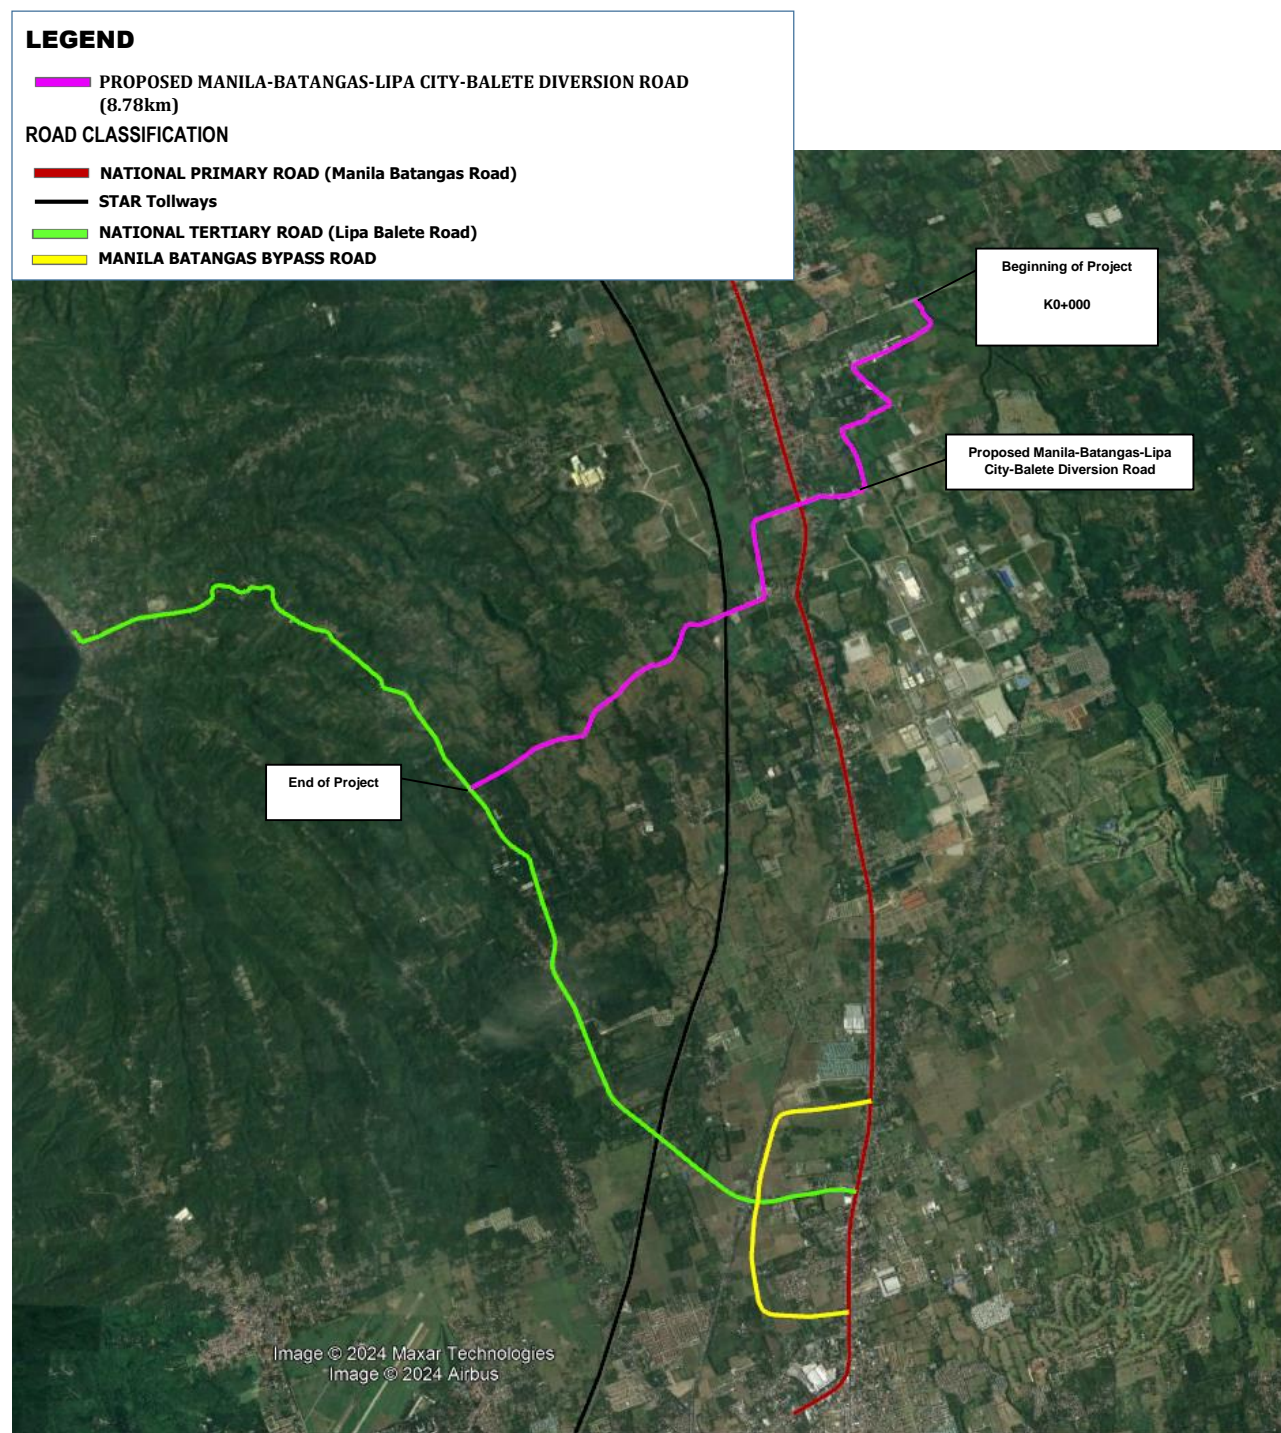 LEGEND
PROPOSED MANILA-BATANGAS-LIPA CITY-BALETE DIVERSION ROAD
(8.78km)
ROAD CLASSIFICATION
NATIONAL PRIMARY ROAD (Manila Batangas Road)
STAR Tollways
NATIONAL TERTIARY ROAD (Lipa Balete Road)
MANILA BATANGAS BYPASS ROAD
Beginning of Project
K0+000
Proposed Manila-Batangas-Lipa
City-Balete Diversion Road
End of Project
Image © 2024 Maxar Technologies
Image © 2024 Airbus